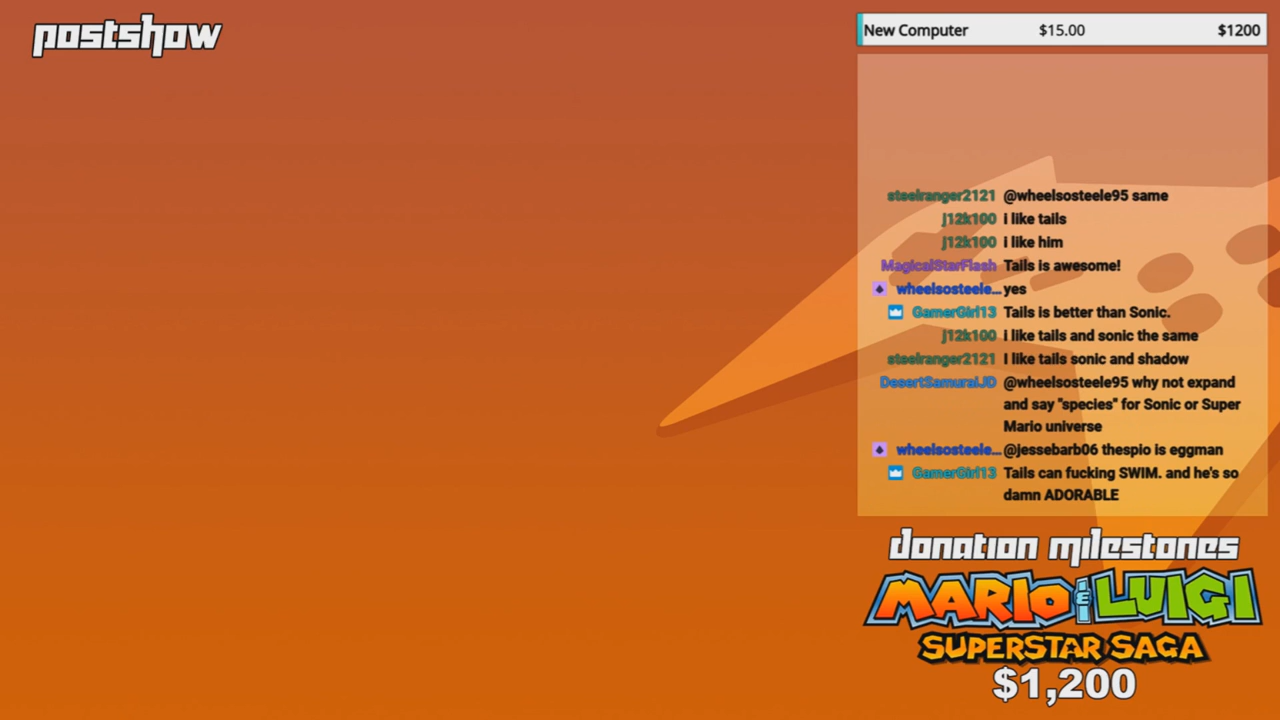 postshow
New Computer $15.00 $1200
steelranger2121 @wheelsosteele95 same
j12k100 i like tails
j12k100 i like him
MagicalStarFlash Tails is awesome!
wheelsosteele... yes
GamerGirl13 Tails is better than Sonic.
j12k100 i like tails and sonic the same
steelranger2121 I like tails sonic and shadow
DesertSamuraiJD @wheelsosteele95 why not expand
and say "species" for Sonic or Super
Mario universe
wheelsosteele... @jessebarb06 thespio is eggman
GamerGirl13 Tails can fucking SWIM. and he's so
damn ADORABLE
donation milestones
MARIO & LUIGI
SUPERSTAR SAGA
$1,200